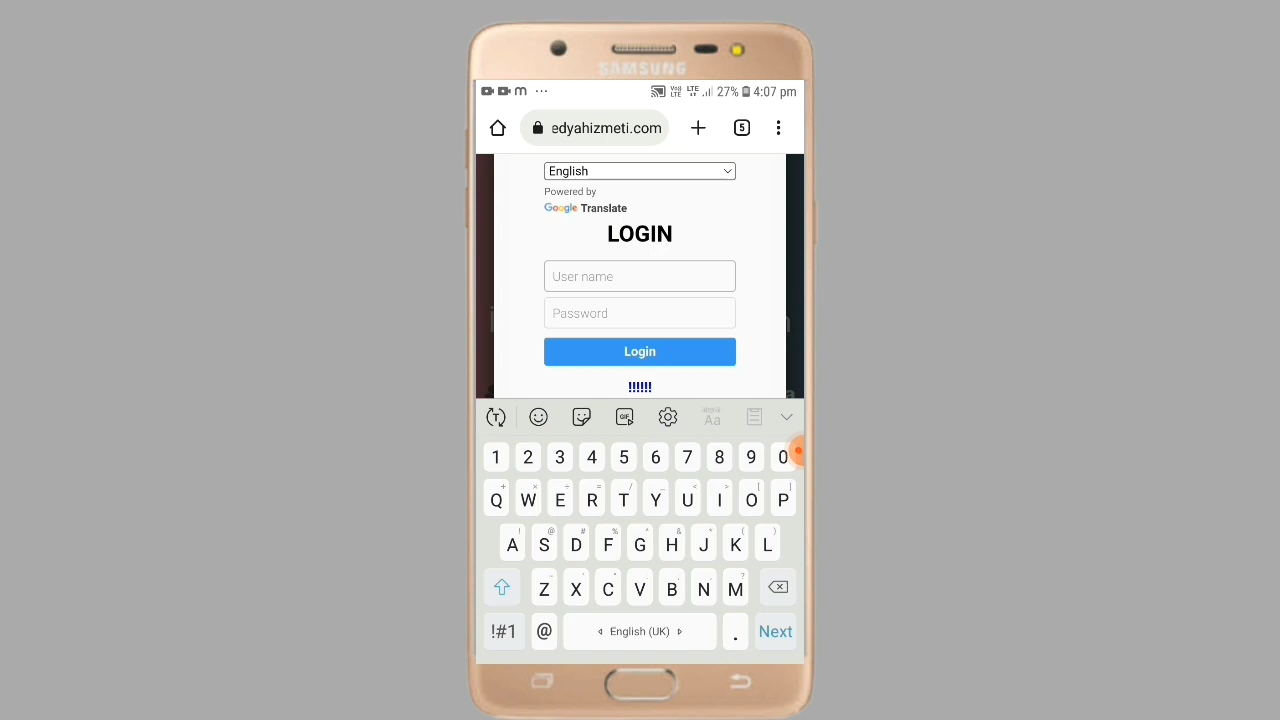 SAMSUNG
27% 4:07 pm
edyahizmeti.com
5
English
Powered by
Google Translate
LOGIN
User name
Password
Login
!!!!!!
GIF
Aa
1 2 3 4 5 6 7 8 9 0
Q W E R T Y U I O P
A S D F G H J K L
Z X C V B N M
!#1 @ English (UK) . Next